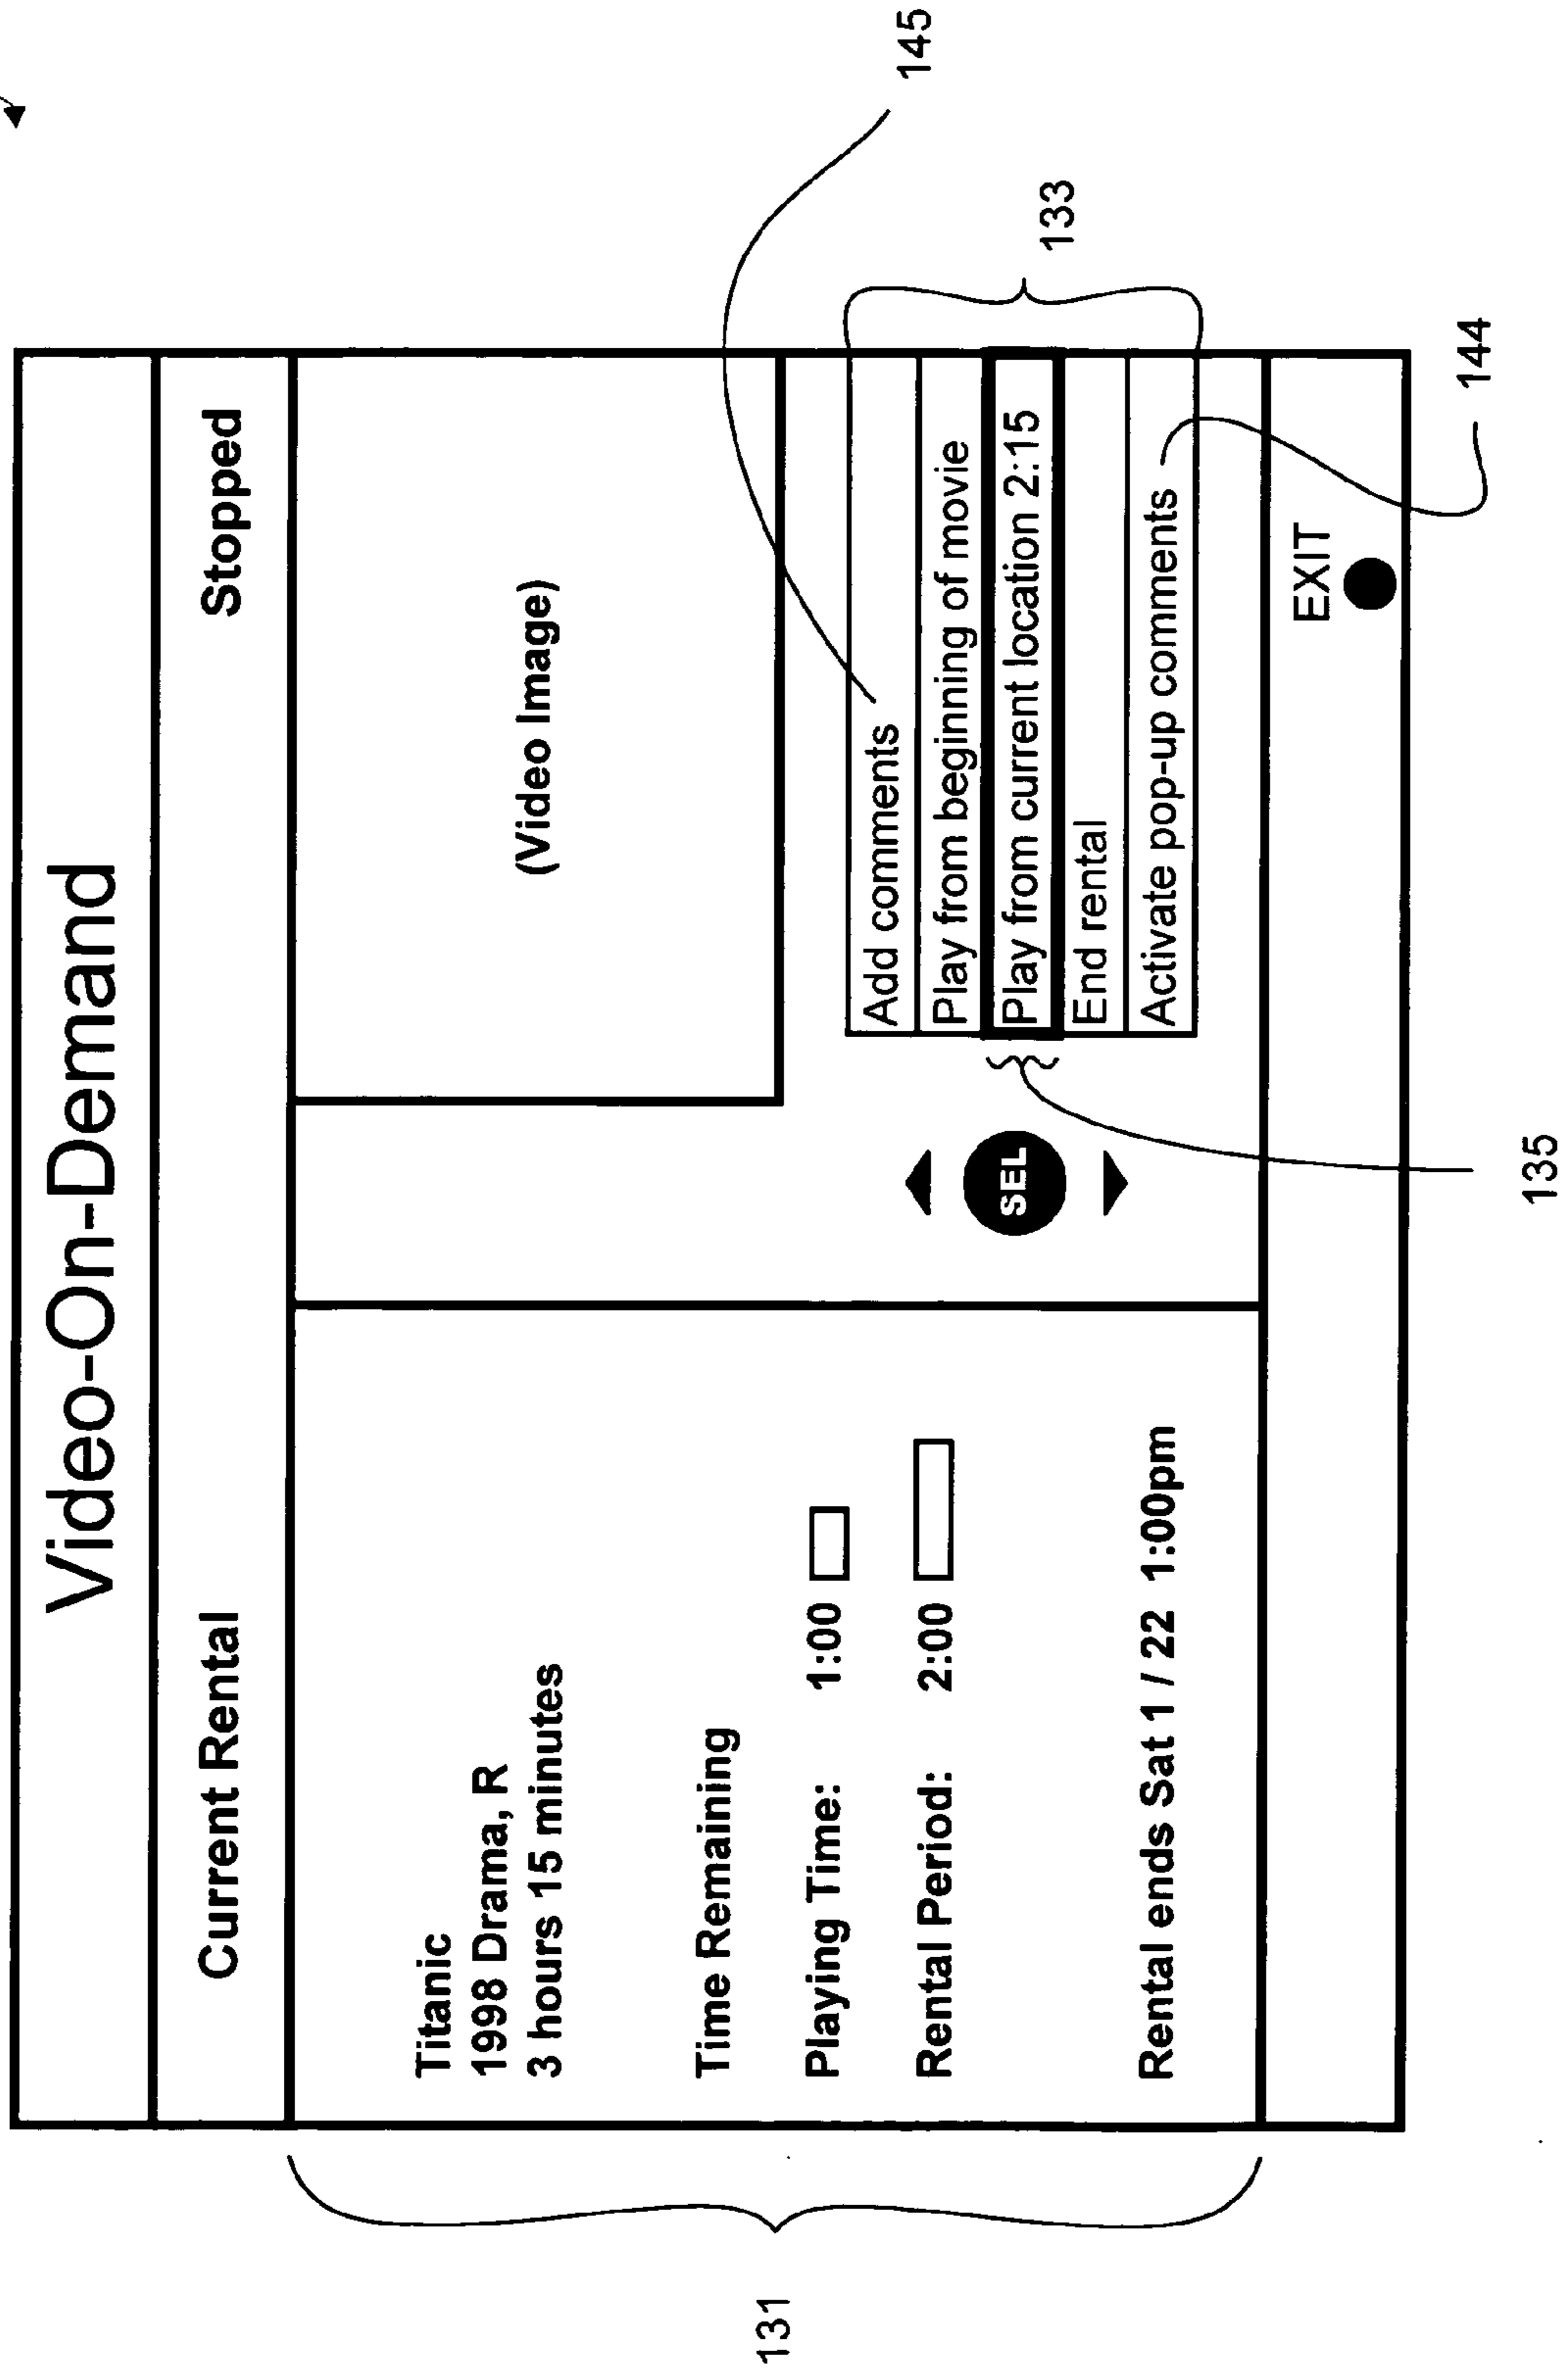 Video-On-Demand
Current Rental
Stopped
Titanic
1998 Drama, R
3 hours 15 minutes
Time Remaining
Playing Time: 1:00
Rental Period: 2:00
Rental ends Sat 1 / 22 1:00pm
(Video Image)
SEL
Add comments
Play from beginning of movie
Play from current location 2:15
End rental
Activate pop-up comments
EXIT
131
145
133
144
135